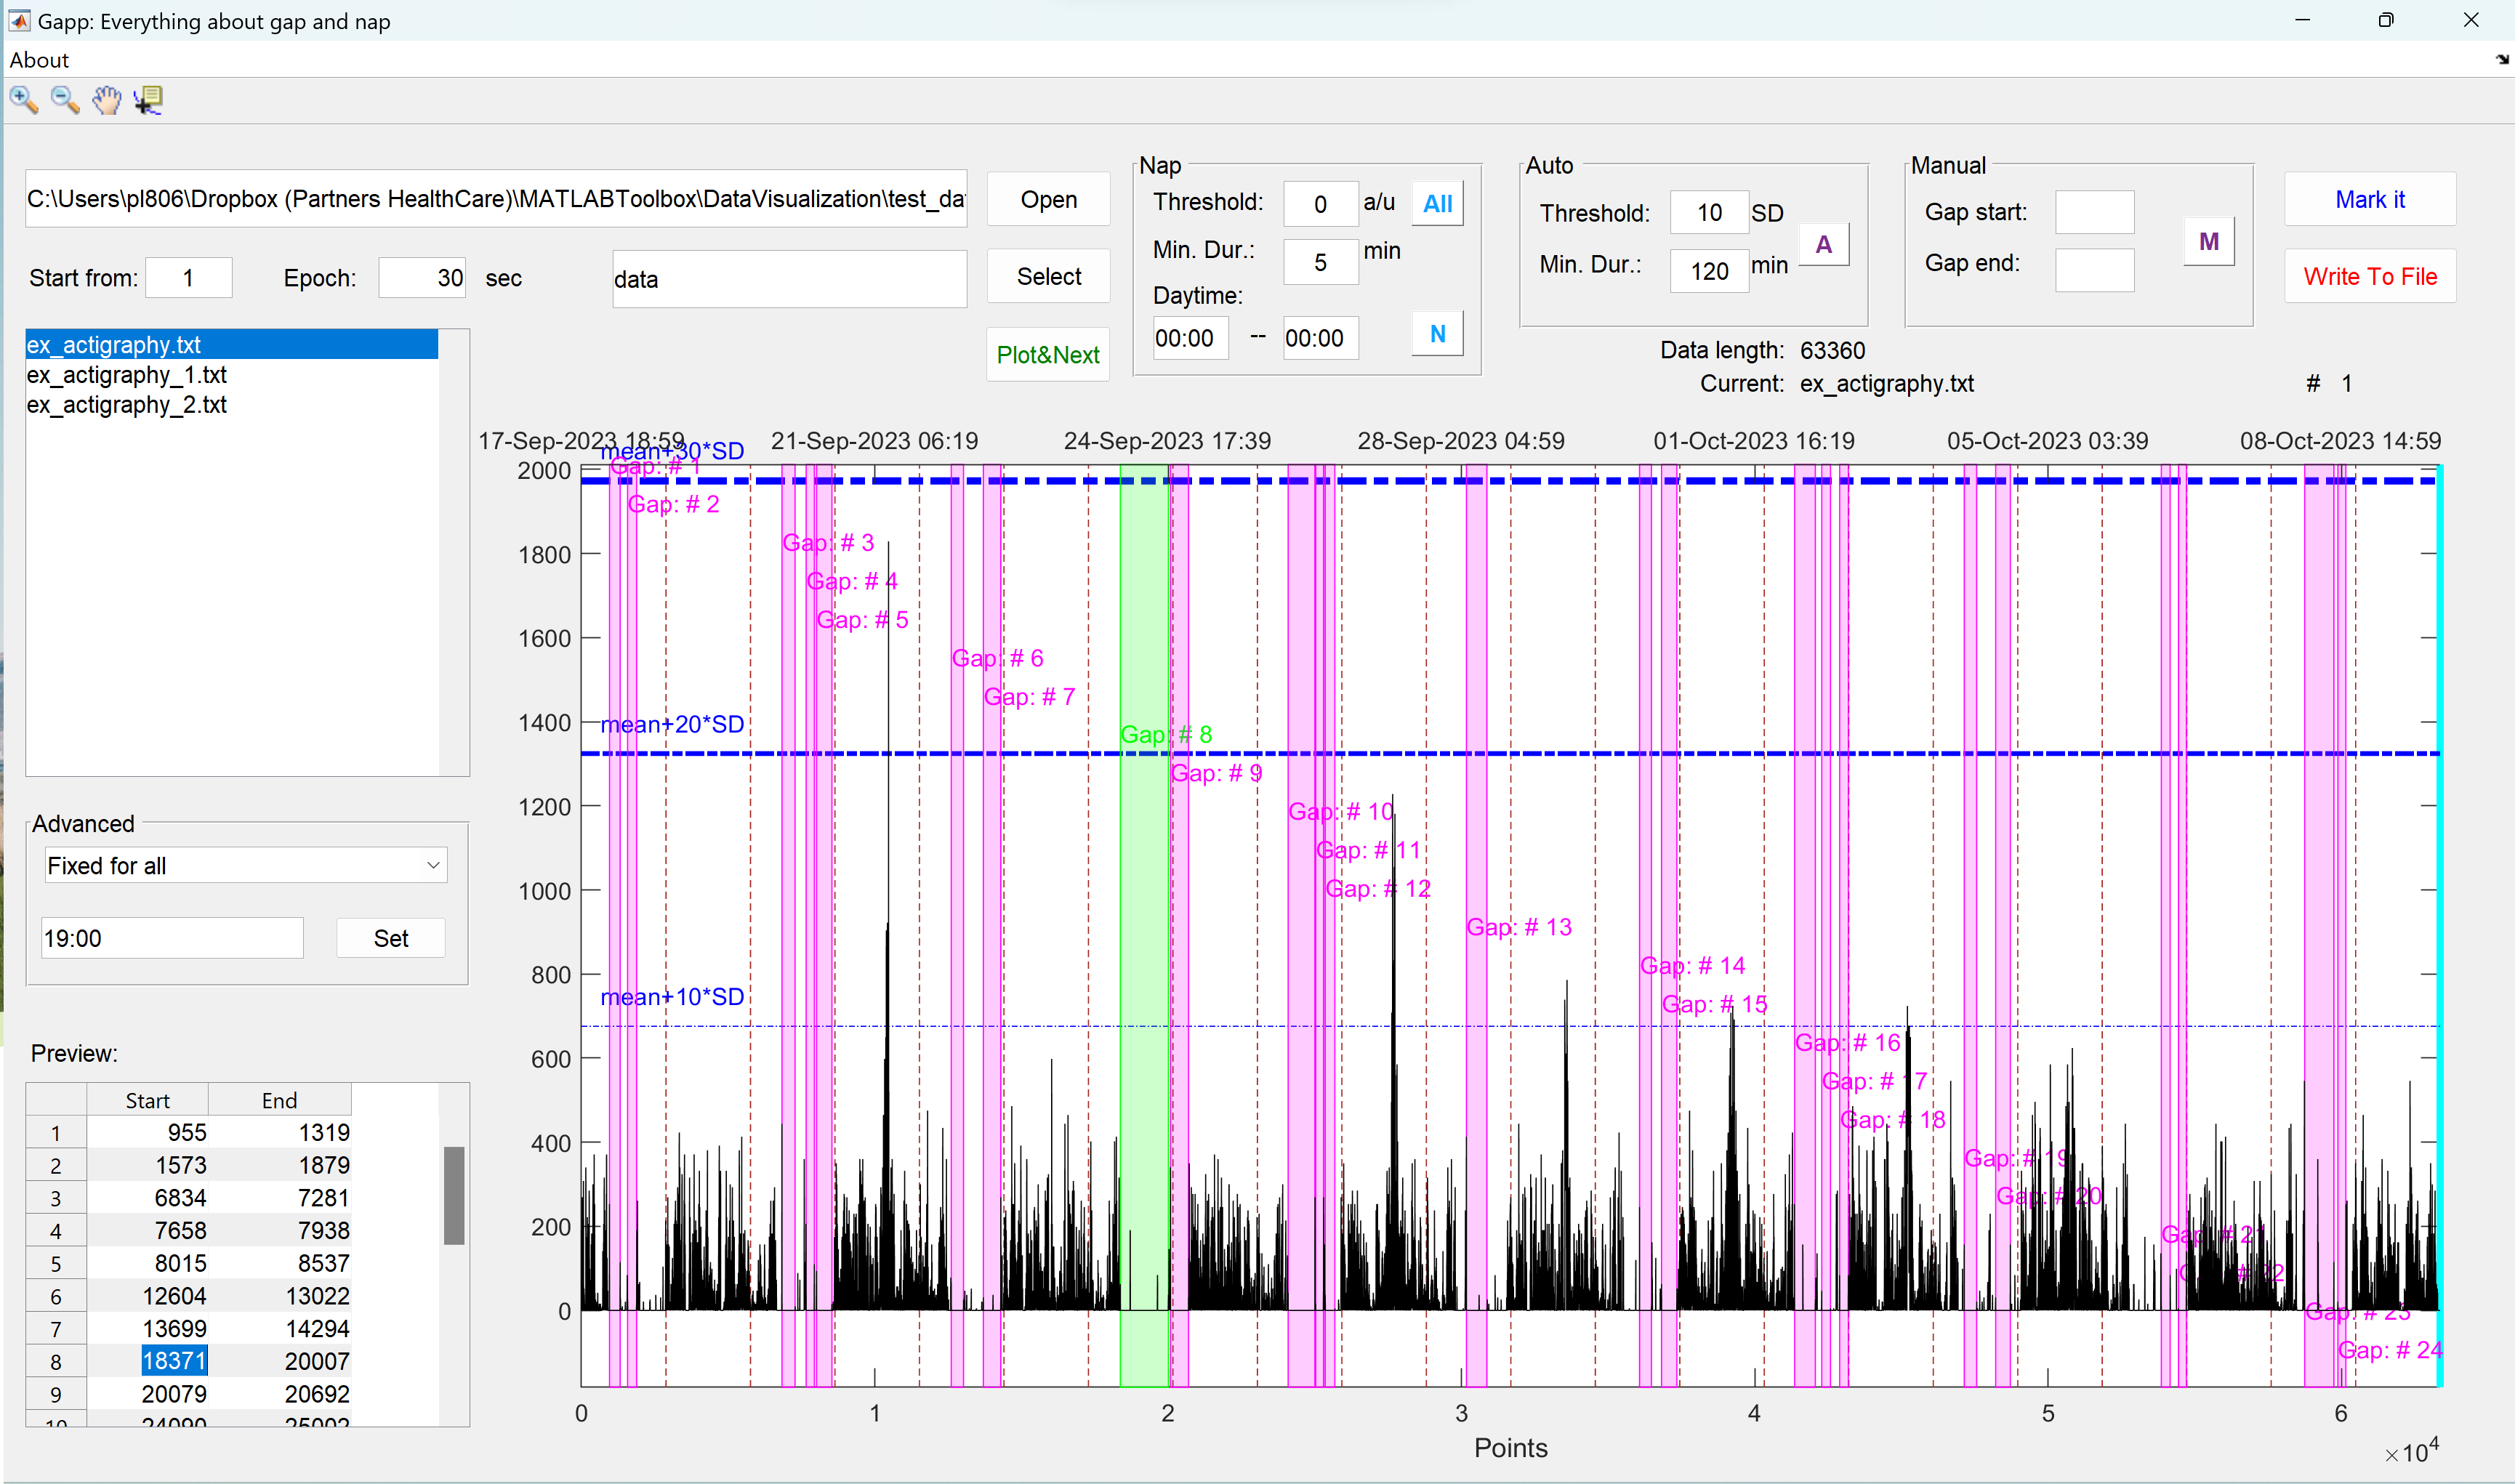 Gapp: Everything about gap and nap
About
C:\Users\pl806\Dropbox (Partners HealthCare)\MATLABToolbox\DataVisualization\test_da
Open
Start from: 1 Epoch: 30 sec
data
Select
Plot&Next
Nap
Threshold: 0 a/u All
Min. Dur.: 5 min
Daytime:
00:00 -- 00:00 N
Auto
Threshold: 10 SD
Min. Dur.: 120 min
A
Manual
Gap start:
Gap end:
M
Mark it
Write To File
Data length: 63360
Current: ex_actigraphy.txt # 1
ex_actigraphy.txt
ex_actigraphy_1.txt
ex_actigraphy_2.txt
Advanced
Fixed for all
19:00 Set
Preview:
Start End
1 955 1319
2 1573 1879
3 6834 7281
4 7658 7938
5 8015 8537
6 12604 13022
7 13699 14294
8 18371 20007
9 20079 20692
10 24090 25002
17-Sep-2023 18:59 21-Sep-2023 06:19 24-Sep-2023 17:39 28-Sep-2023 04:59 01-Oct-2023 16:19 05-Oct-2023 03:39 08-Oct-2023 14:59
mean+30*SD
Gap: # 1
2000
Gap: # 2
1800
Gap: # 3
Gap: # 4
Gap: # 5
1600
Gap: # 6
Gap: # 7
1400
mean+20*SD
Gap: # 8
Gap: # 9
1200
Gap: # 10
Gap: # 11
1000
Gap: # 12
Gap: # 13
800
Gap: # 14
mean+10*SD
Gap: # 15
600
Gap: # 16
Gap: # 17
Gap: # 18
400
Gap: # 19
Gap: # 20
200
Gap: # 21
Gap: # 22
0
Gap: # 23
Gap: # 24
0 1 2 3 4 5 6
Points
×10⁴